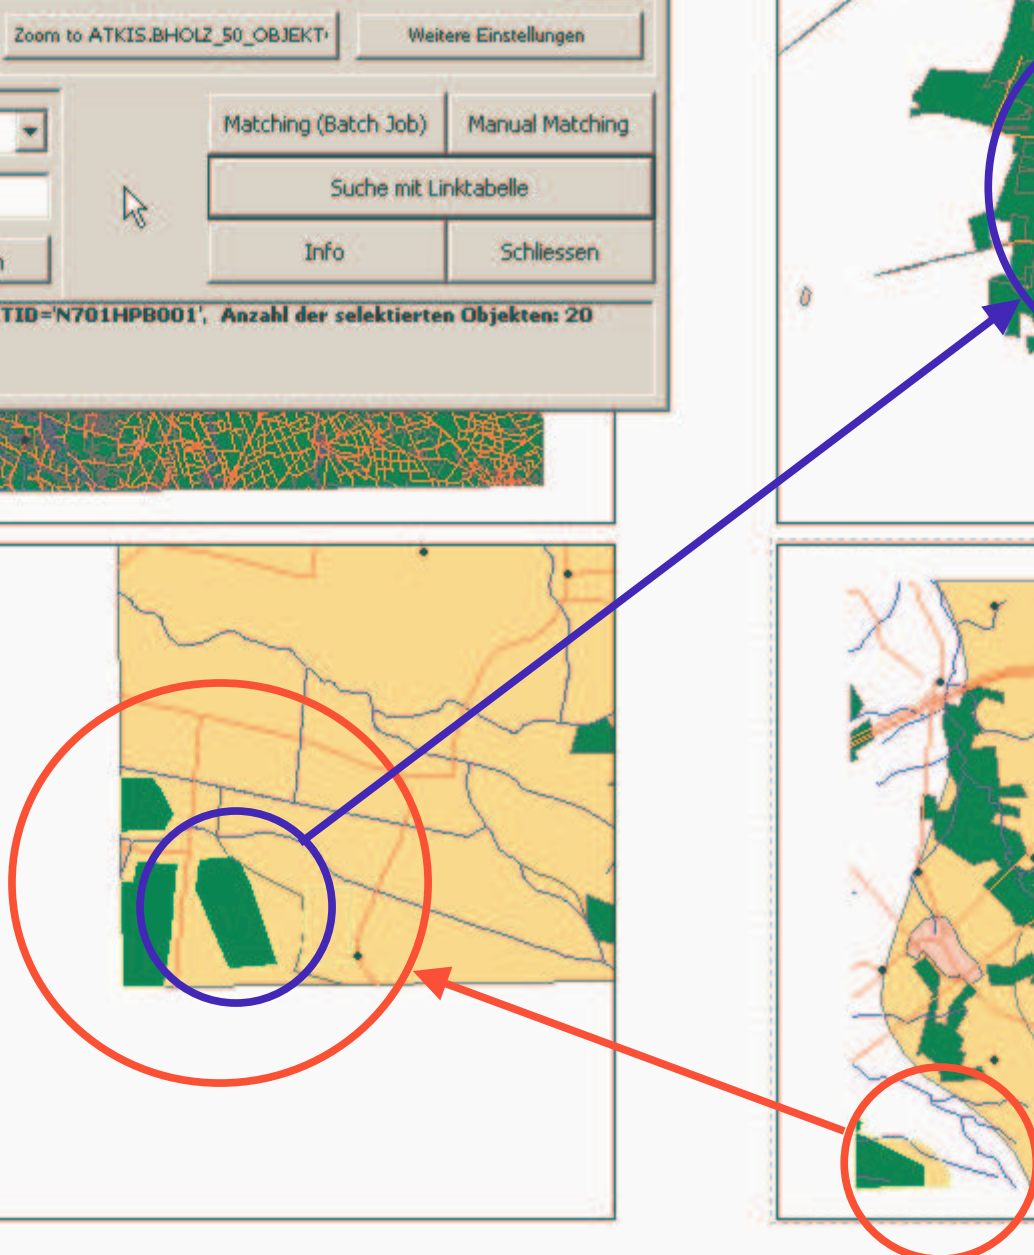 Zoom to ATKIS.BHOLZ_50_OBJEKT
Weitere Einstellungen
Matching (Batch Job)
Manual Matching
Suche mit Linktabelle
Info
Schliessen
TID='N701HPB001', Anzahl der selektierten Objekten: 20